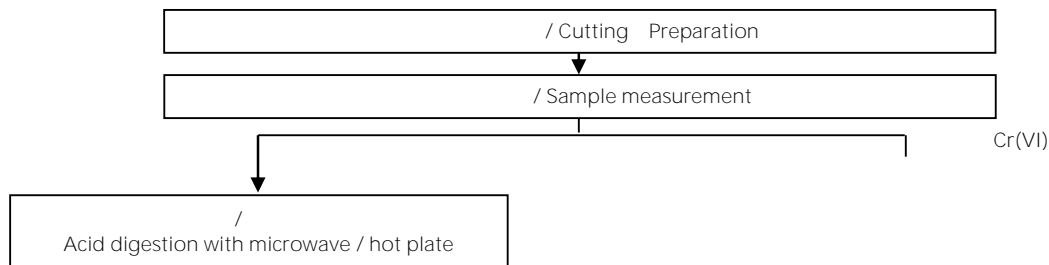 / Cutting Preparation
/ Sample measurement
Cr(VI)
/
Acid digestion with microwave / hot plate